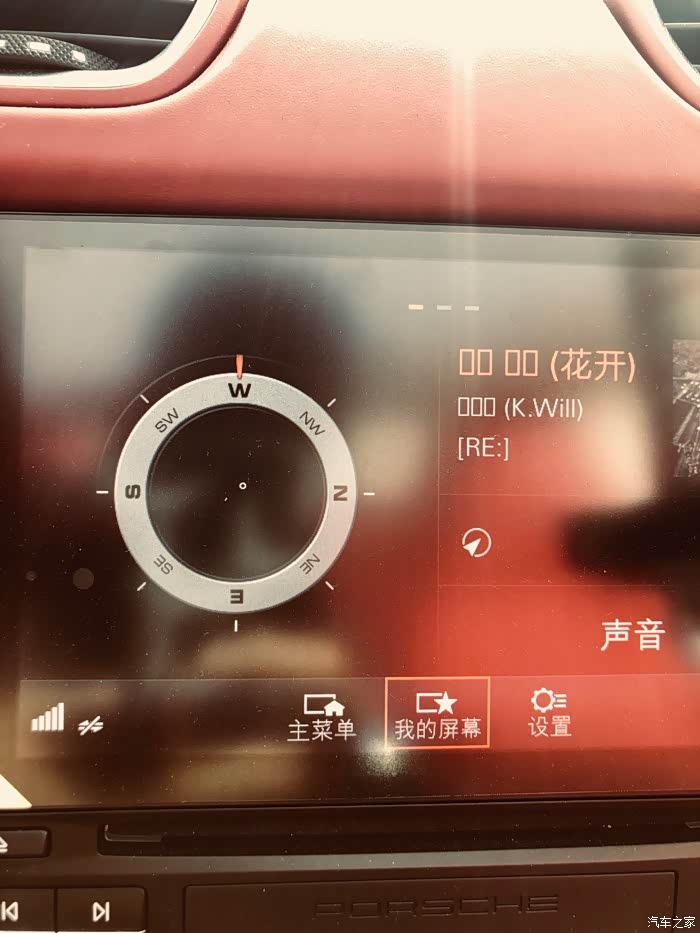 W
SW
NW
S
N
SE
NE
E
▯▯ ▯▯ (花开)
▯▯▯ (K.Will)
[RE:]
声音
主菜单
我的屏幕
设置
PORSCHE
汽车之家